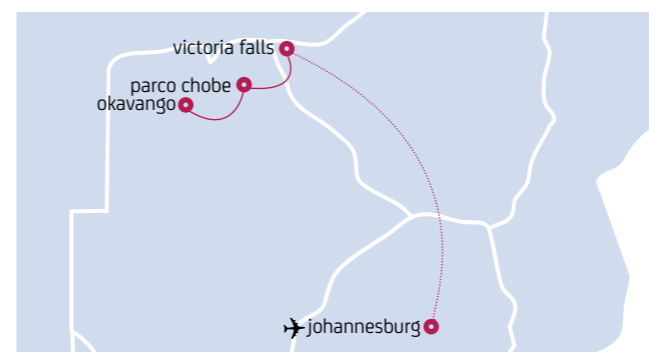 victoria falls
parco chobe
okavango
johannesburg